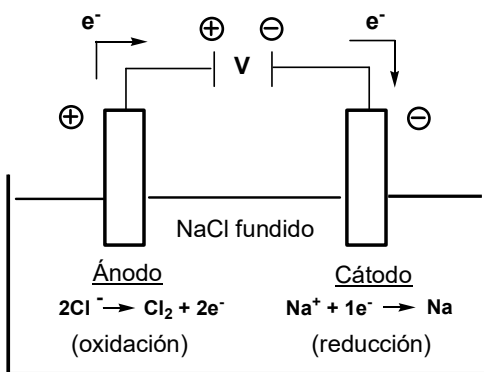 e⁻ ⊕ ⊖ e⁻
V
⊕ ⊖
NaCl fundido
Ánodo Cátodo
2Cl⁻ → Cl₂ + 2e⁻ Na⁺ + 1e⁻ → Na
(oxidación) (reducción)